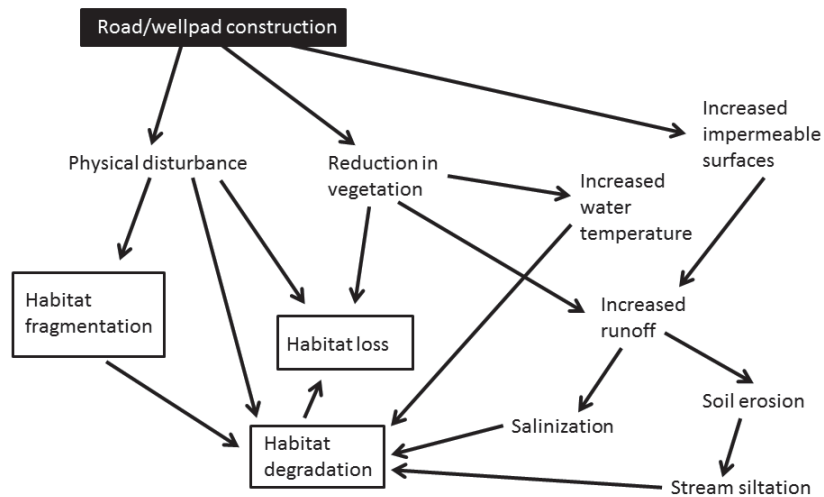 Road/wellpad construction
Increased
impermeable
surfaces
Physical disturbance
Reduction in
vegetation
Increased
water
temperature
Habitat
fragmentation
Increased
runoff
Habitat loss
Soil erosion
Salinization
Habitat
degradation
Stream siltation